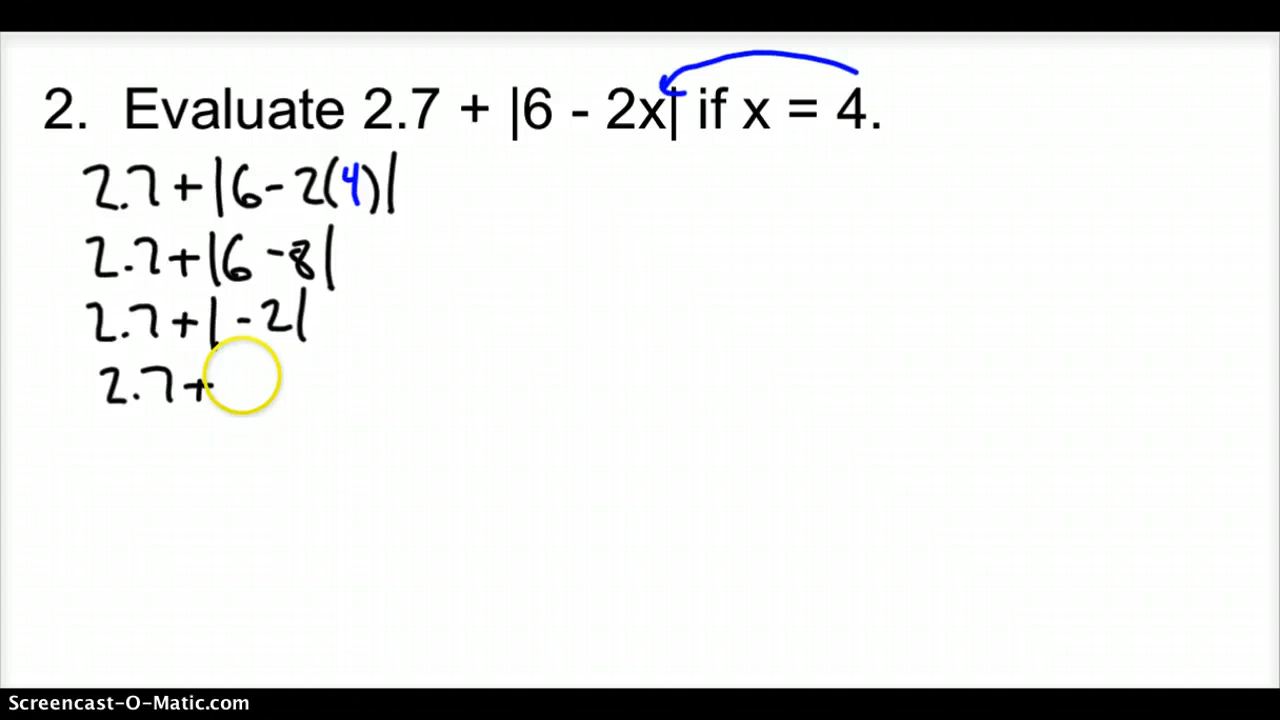 2. Evaluate 2.7 + |6 - 2x| if x = 4.
2.7+|6-2(4)|
2.7+|6-8|
2.7+|-2|
2.7+
Screencast-O-Matic.com